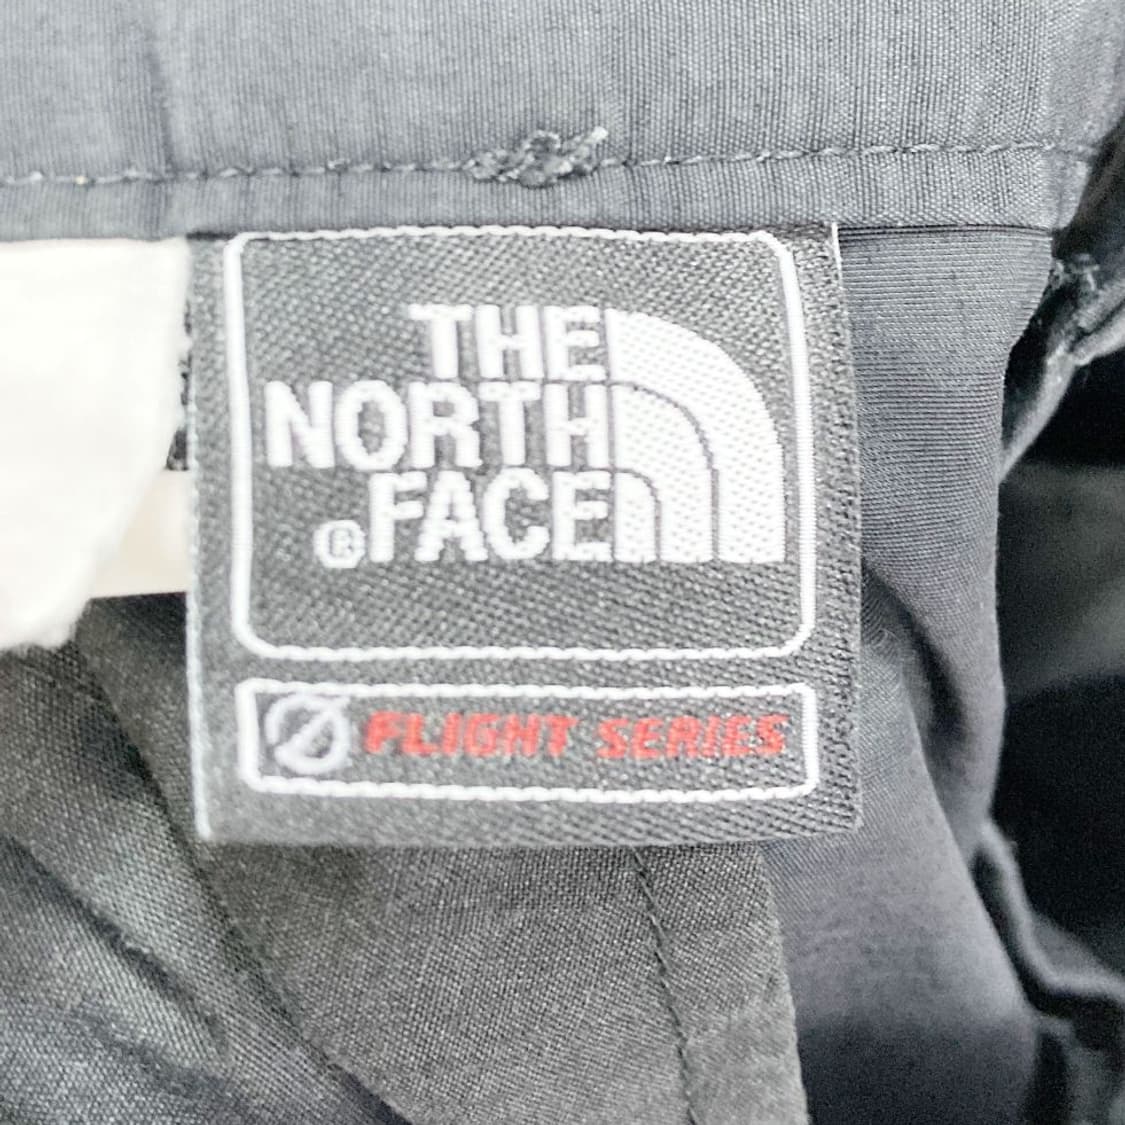 THE
NORTH
®FACE
FLIGHT SERIES